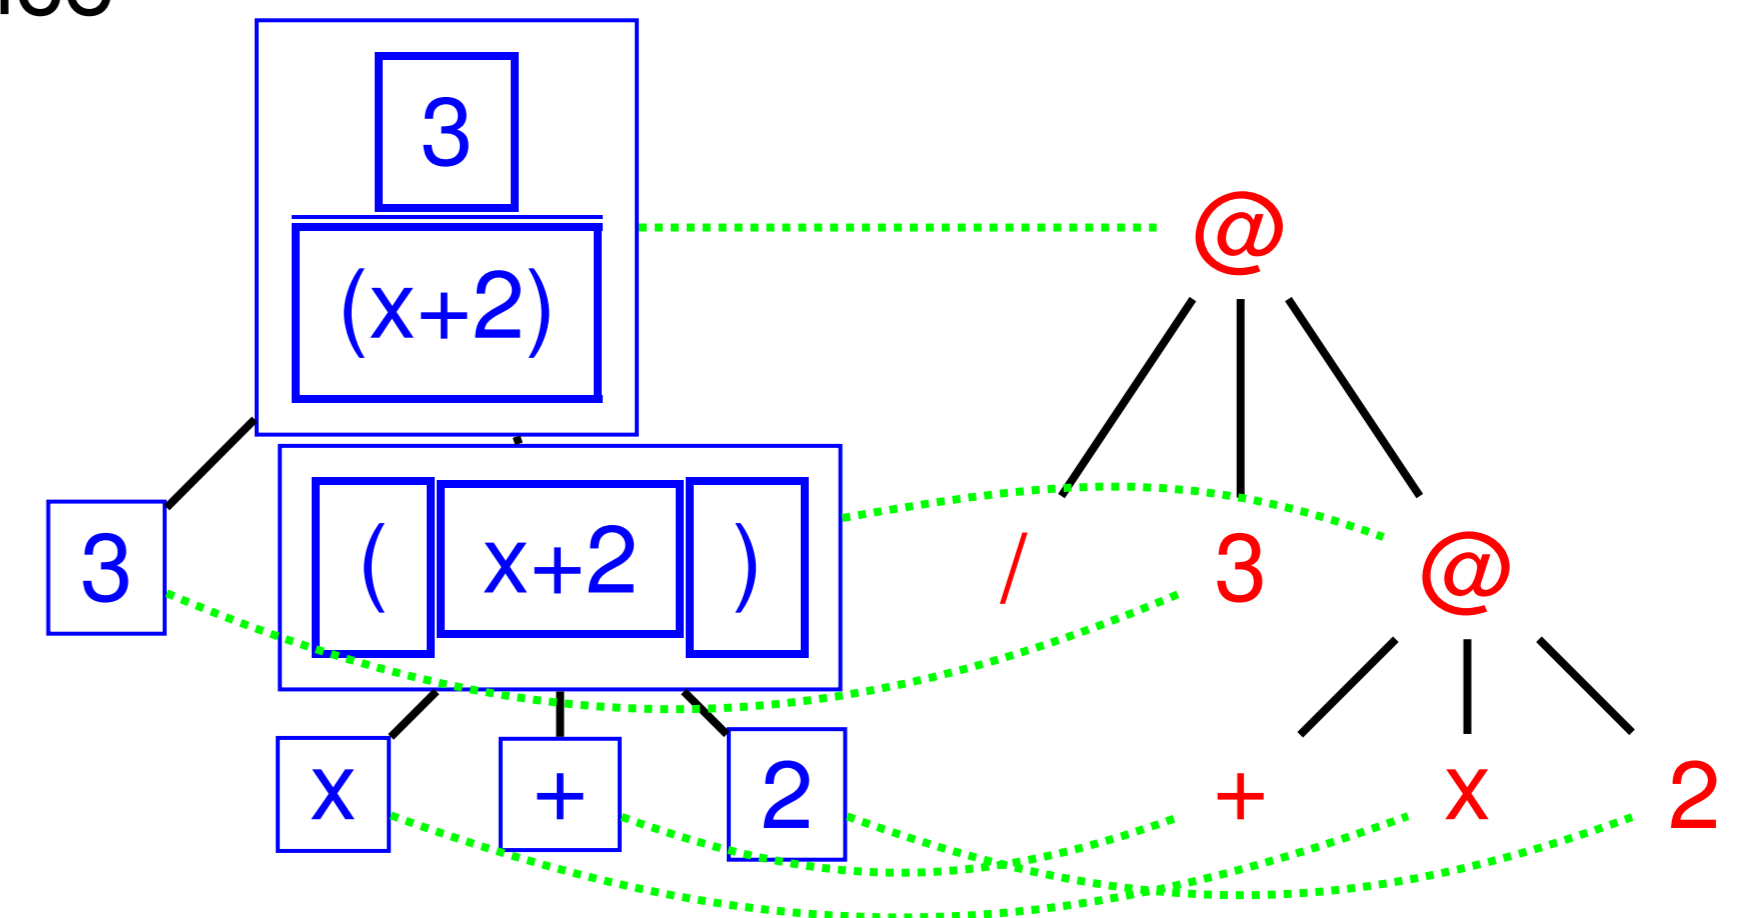 3
(x+2)
@
3 ( x+2 ) / 3 @
x + 2 + x 2